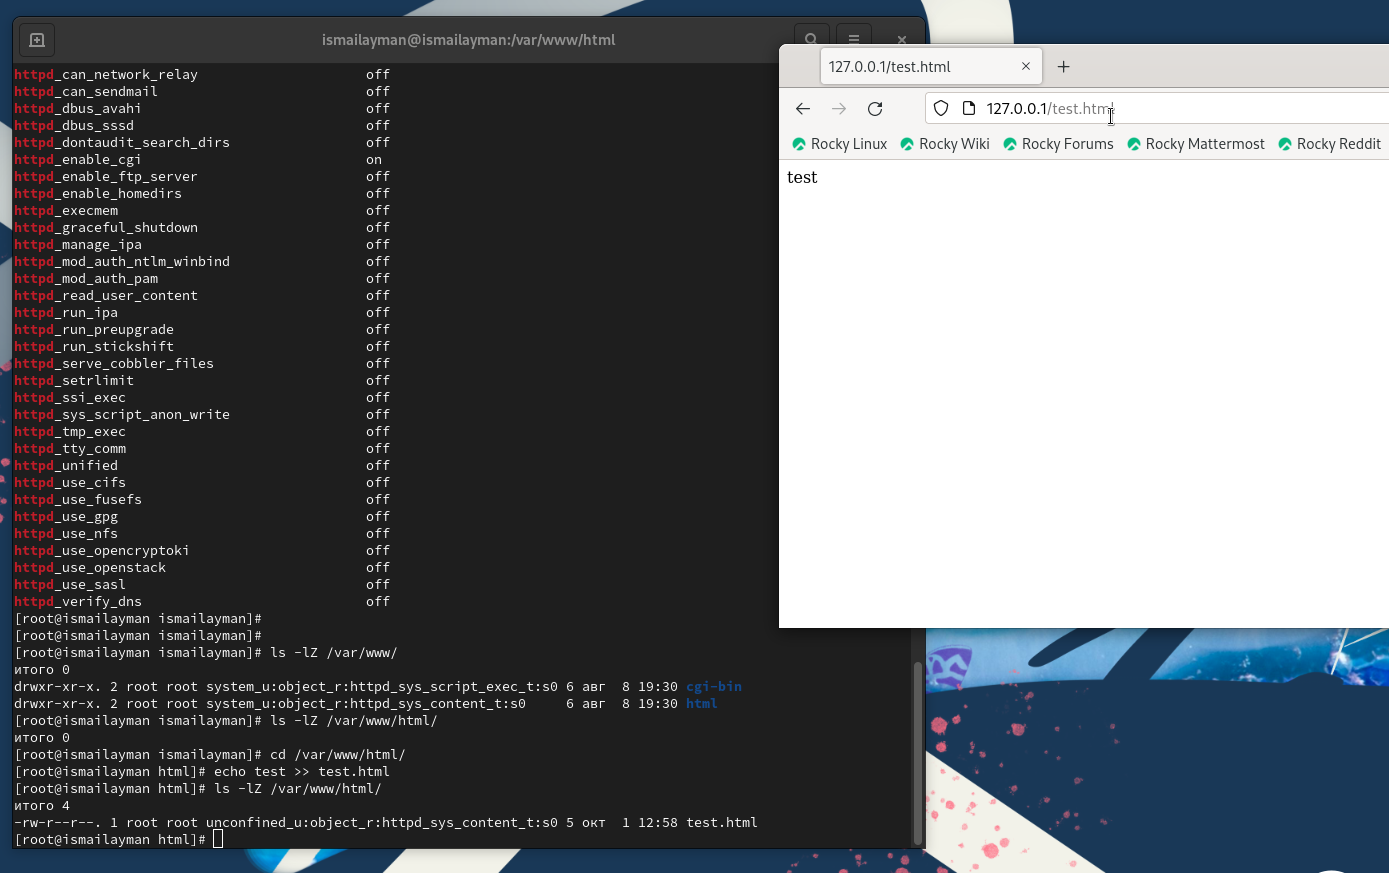 ismailayman@ismailayman:/var/www/html
httpd_can_network_relay off
httpd_can_sendmail off
httpd_dbus_avahi off
httpd_dbus_sssd off
httpd_dontaudit_search_dirs off
httpd_enable_cgi on
httpd_enable_ftp_server off
httpd_enable_homedirs off
httpd_execmem off
httpd_graceful_shutdown off
httpd_manage_ipa off
httpd_mod_auth_ntlm_winbind off
httpd_mod_auth_pam off
httpd_read_user_content off
httpd_run_ipa off
httpd_run_preupgrade off
httpd_run_stickshift off
httpd_serve_cobbler_files off
httpd_setrlimit off
httpd_ssi_exec off
httpd_sys_script_anon_write off
httpd_tmp_exec off
httpd_tty_comm off
httpd_unified off
httpd_use_cifs off
httpd_use_fusefs off
httpd_use_gpg off
httpd_use_nfs off
httpd_use_opencryptoki off
httpd_use_openstack off
httpd_use_sasl off
httpd_verify_dns off
[root@ismailayman ismailayman]#
[root@ismailayman ismailayman]#
[root@ismailayman ismailayman]# ls -lZ /var/www/
итого 0
drwxr-xr-x. 2 root root system_u:object_r:httpd_sys_script_exec_t:s0 6 авг 8 19:30 cgi-bin
drwxr-xr-x. 2 root root system_u:object_r:httpd_sys_content_t:s0 6 авг 8 19:30 html
[root@ismailayman ismailayman]# ls -lZ /var/www/html/
итого 0
[root@ismailayman ismailayman]# cd /var/www/html/
[root@ismailayman html]# echo test >> test.html
[root@ismailayman html]# ls -lZ /var/www/html/
итого 4
-rw-r--r--. 1 root root unconfined_u:object_r:httpd_sys_content_t:s0 5 окт 1 12:58 test.html
[root@ismailayman html]#
127.0.0.1/test.html
127.0.0.1/test.html
Rocky Linux Rocky Wiki Rocky Forums Rocky Mattermost Rocky Reddit
test